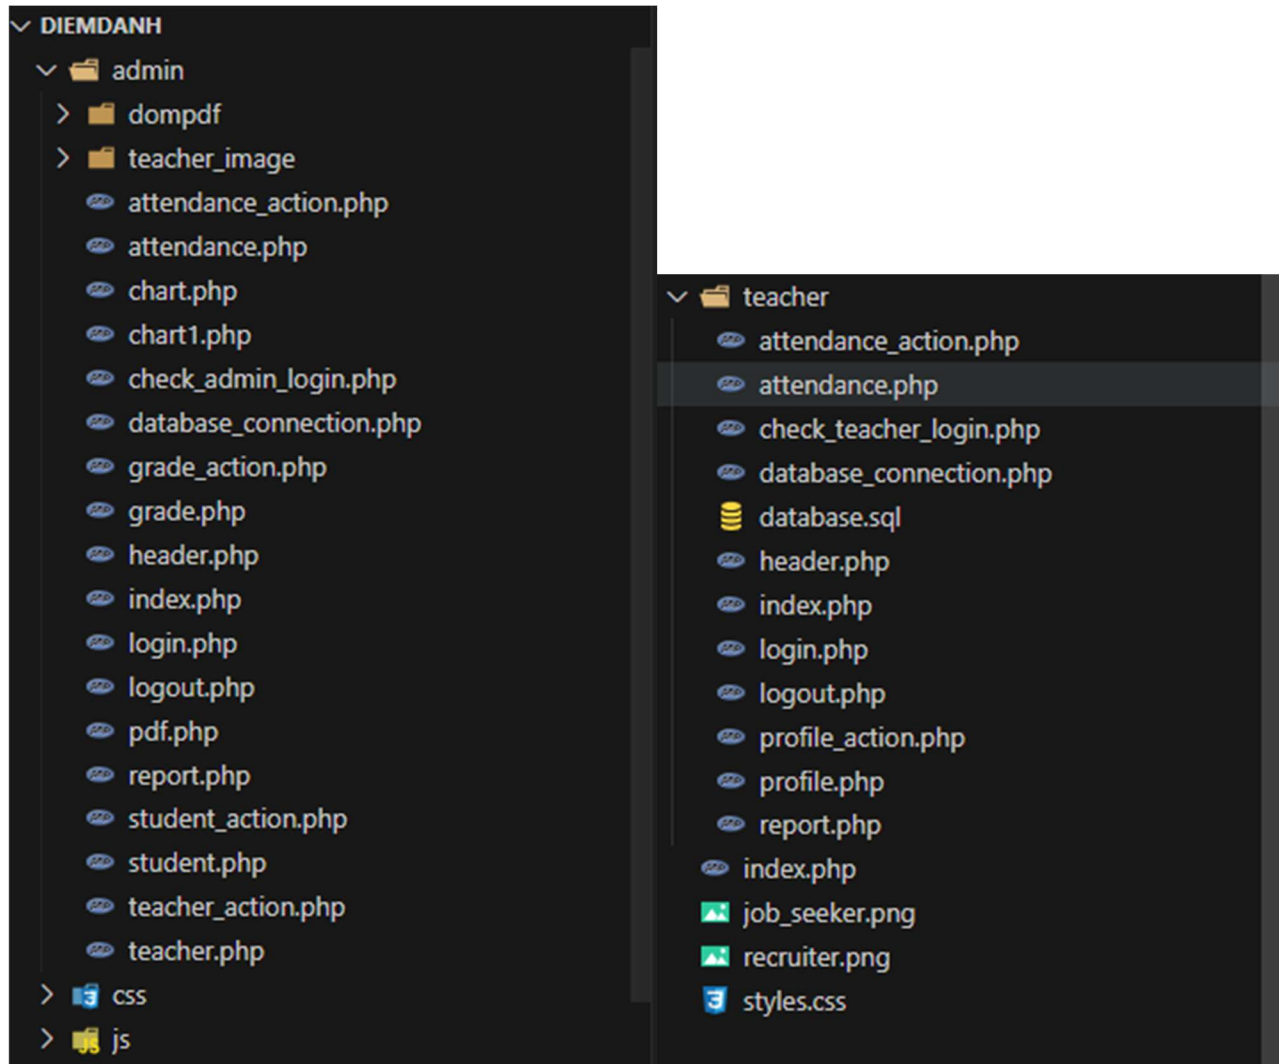 DIEMDANH
admin
dompdf
teacher_image
attendance_action.php
attendance.php
chart.php
chart1.php
check_admin_login.php
database_connection.php
grade_action.php
grade.php
header.php
index.php
login.php
logout.php
pdf.php
report.php
student_action.php
student.php
teacher_action.php
teacher.php
css
js
teacher
attendance_action.php
attendance.php
check_teacher_login.php
database_connection.php
database.sql
header.php
index.php
login.php
logout.php
profile_action.php
profile.php
report.php
index.php
job_seeker.png
recruiter.png
styles.css